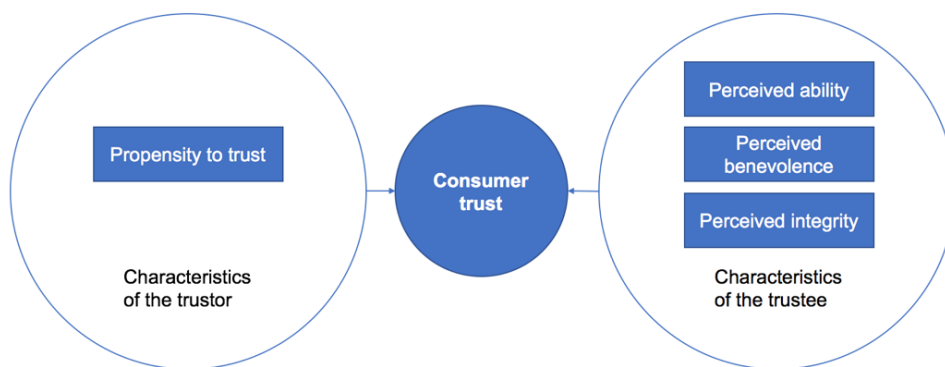 Propensity to trust
Characteristics
of the trustor
Consumer
trust
Perceived ability
Perceived
benevolence
Perceived integrity
Characteristics
of the trustee